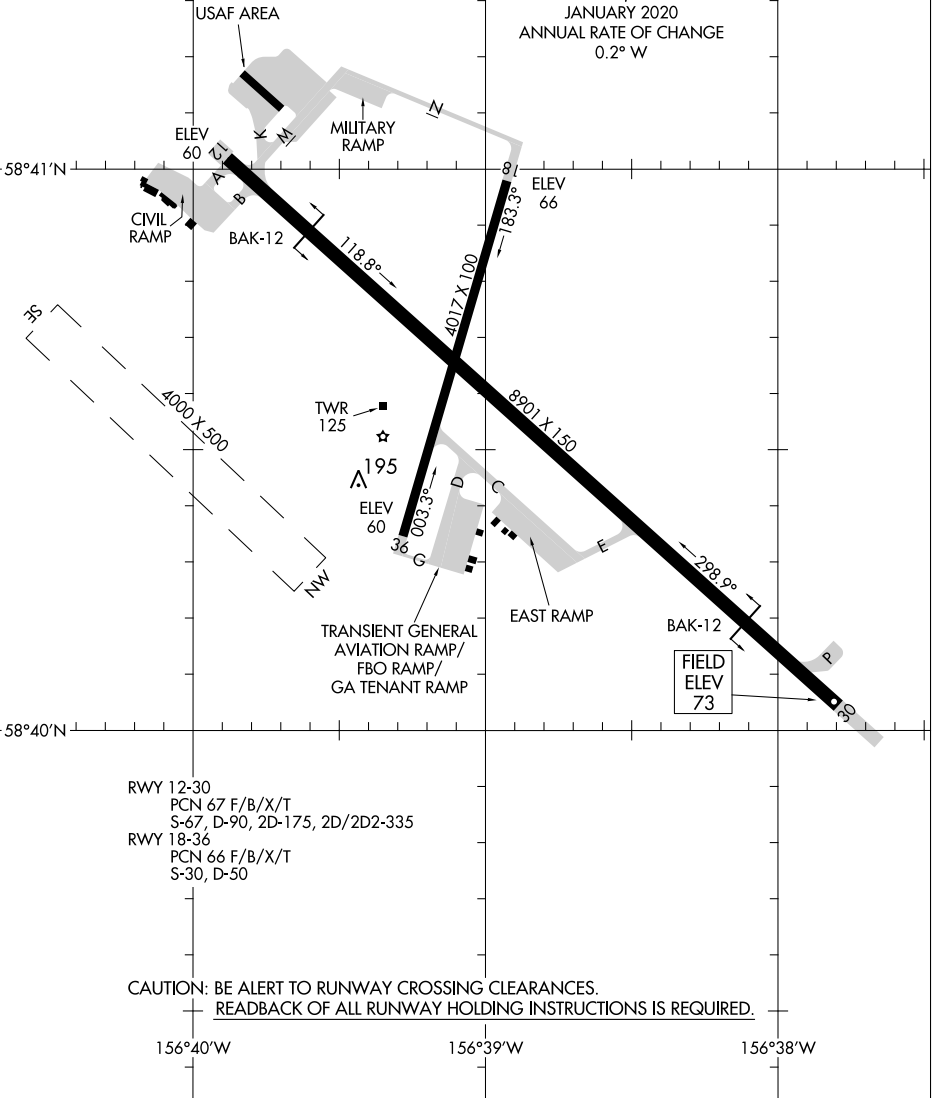 USAF AREA
JANUARY 2020
ANNUAL RATE OF CHANGE
0.2° W
N
MILITARY
RAMP
K
M
ELEV
60
12
58°41'N
A
B
18
ELEV
66
183.3°
CIVIL
RAMP
BAK-12
118.8°
4017 X 100
SE
4000 X 500
8901 X 150
TWR
125
195
D
C
ELEV
60
003.3°
36
G
E
NW
298.9°
EAST RAMP
BAK-12
TRANSIENT GENERAL
AVIATION RAMP/
FBO RAMP/
GA TENANT RAMP
P
FIELD
ELEV
73
30
58°40'N
RWY 12-30
PCN 67 F/B/X/T
S-67, D-90, 2D-175, 2D/2D2-335
RWY 18-36
PCN 66 F/B/X/T
S-30, D-50
CAUTION: BE ALERT TO RUNWAY CROSSING CLEARANCES.
READBACK OF ALL RUNWAY HOLDING INSTRUCTIONS IS REQUIRED.
156°40'W
156°39'W
156°38'W